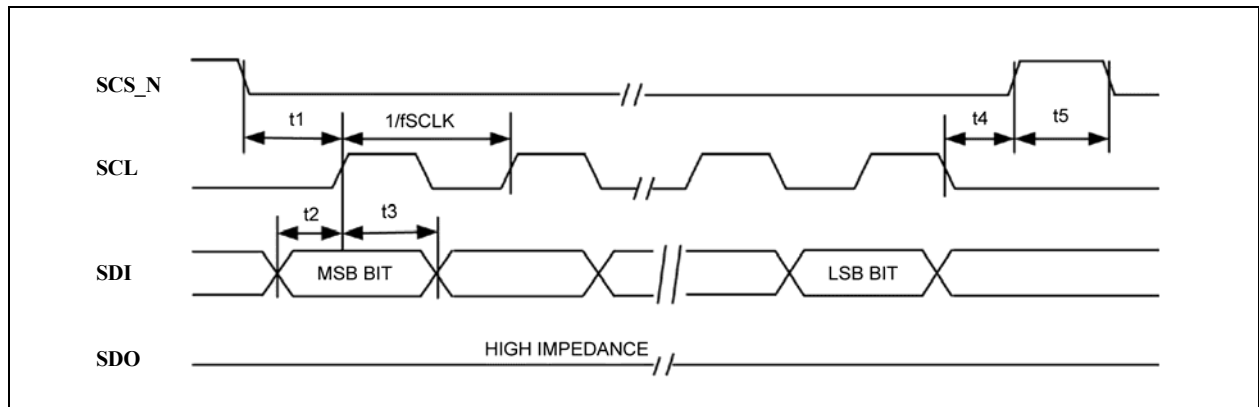 SCS_N
t1
1/fSCLK
t4
t5
SCL
t2
t3
SDI
MSB BIT
LSB BIT
SDO
HIGH IMPEDANCE